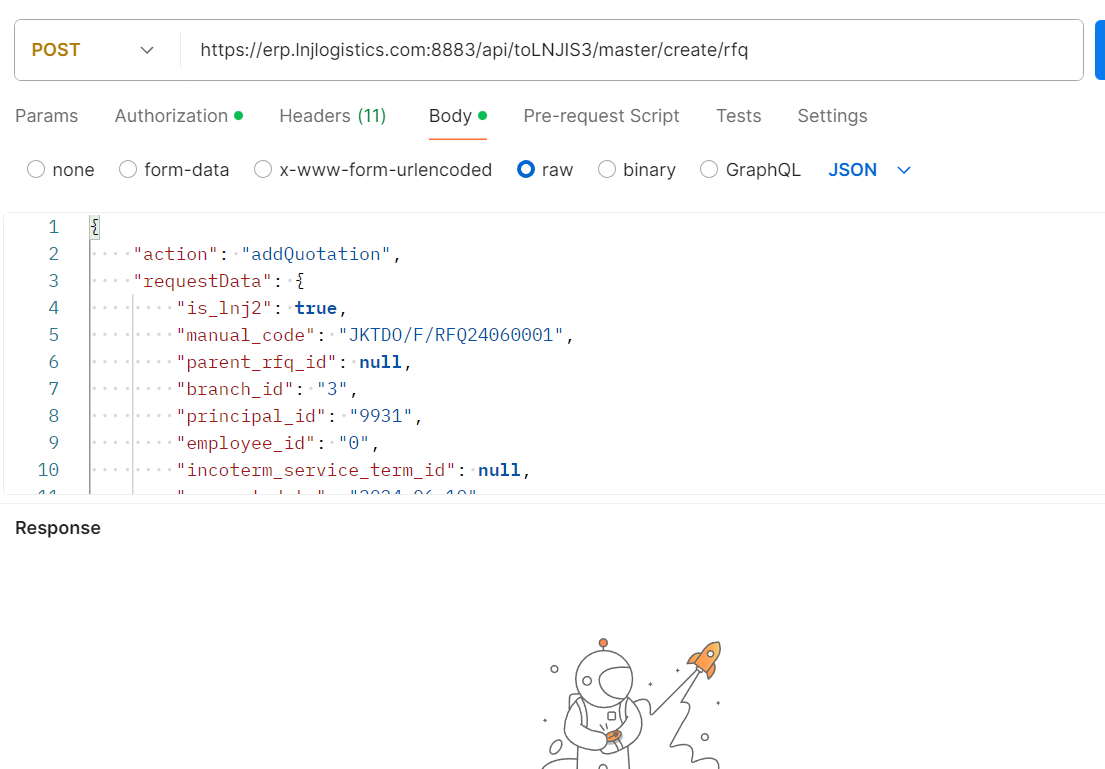 POST https://erp.lnjlogistics.com:8883/api/toLNJIS3/master/create/rfq
Params Authorization Headers (11) Body Pre-request Script Tests Settings
none form-data x-www-form-urlencoded raw binary GraphQL JSON
1 {
2 "action": "addQuotation",
3 "requestData": {
4 "is_lnj2": true,
5 "manual_code": "JKTDO/F/RFQ24060001",
6 "parent_rfq_id": null,
7 "branch_id": "3",
8 "principal_id": "9931",
9 "employee_id": "0",
10 "incoterm_service_term_id": null,
Response